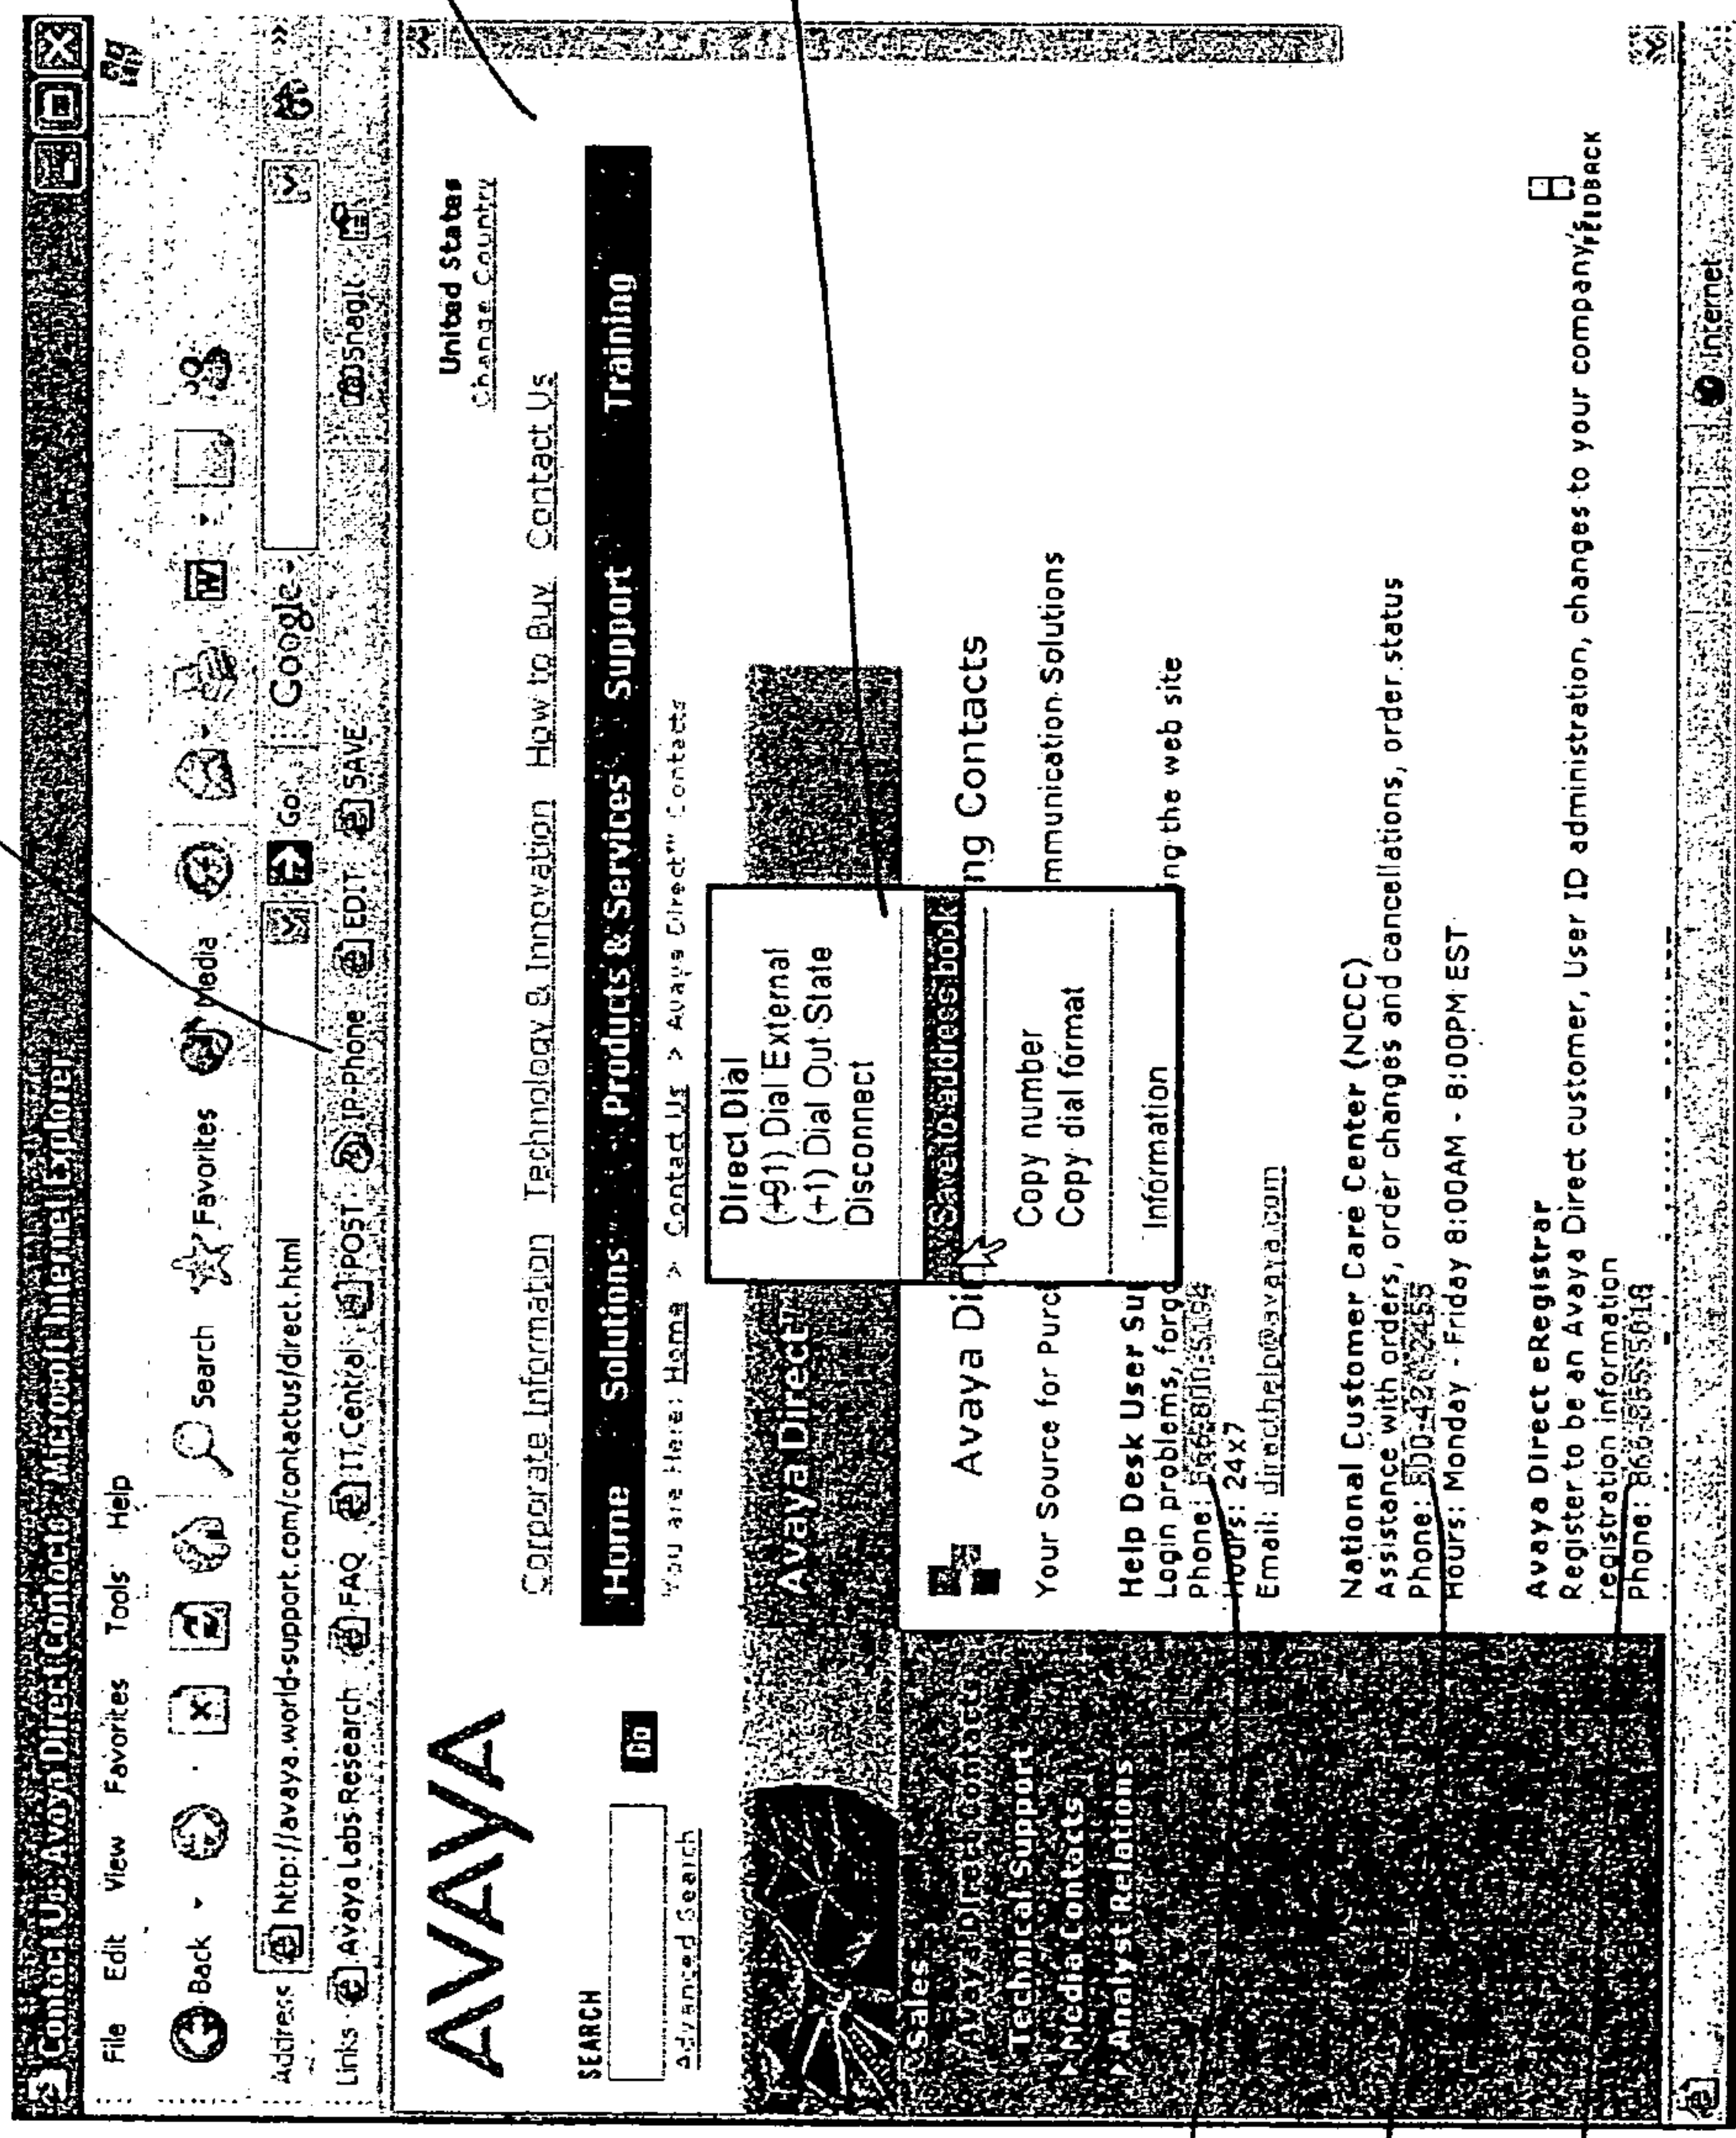 Contact Us - Avaya Direct Contacts - Microsoft Internet Explorer
File Edit View Favorites Tools Help
Back Search Favorites Media
Address http://avaya.world-support.com/contactus/direct.html Go Google
Links Avaya Labs Research FAQ IT Central POST IP-Phone EDIT SAVE SnagIt
AVAYA
United States
Change Country
Corporate Information Technology & Innovation How to Buy Contact Us
SEARCH
Go
Advanced Search
Home Solutions Products & Services Support Training
You are Here: Home > Contact Us > Avaya Direct" Contacts
Avaya Direct
Direct Dial
(+91) Dial External
(+1) Dial Out State
Disconnect
Save to address book
Copy number
Copy dial format
Information
Sales
Avaya Direct Contacts
Technical Support
Media Contacts
Analyst Relations
Avaya Di ng Contacts
Your Source for Purc mmunication Solutions
Help Desk User Su
Login problems, forg ng the web site
Phone:
Hours: 24x7
Email: directhelp@avaya.com
National Customer Care Center (NCCC)
Assistance with orders, order changes and cancellations, order status
Phone:
Hours: Monday - Friday 8:00AM - 8:00PM EST
Avaya Direct eRegistrar
Register to be an Avaya Direct customer, User ID administration, changes to your company's
registration information
Phone:
FEEDBACK
Internet